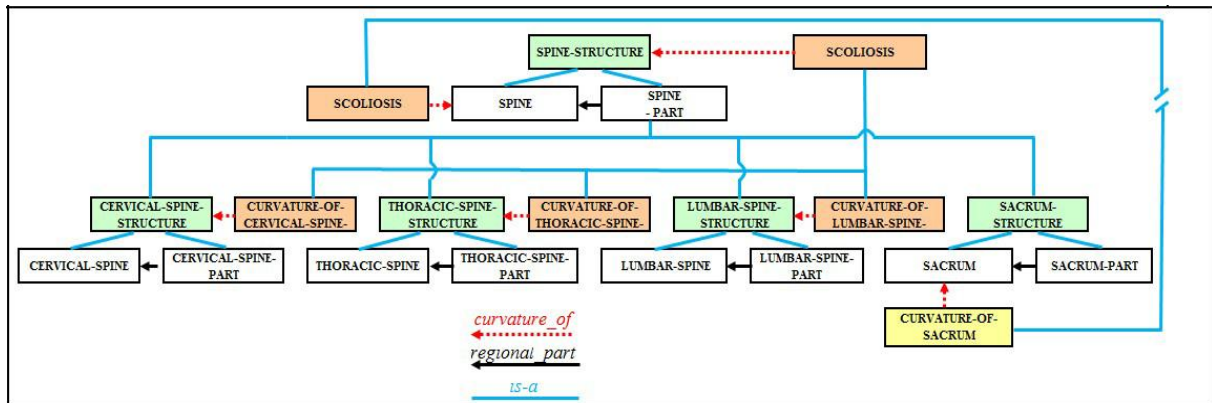 SPINE-STRUCTURE
SCOLIOSIS
SCOLIOSIS
SPINE
SPINE
- PART
CERVICAL-SPINE-
STRUCTURE
CURVATURE-OF-
CERVICAL-SPINE-
THORACIC-SPINE-
STRUCTURE
CURVATURE-OF-
THORACIC-SPINE-
LUMBAR-SPINE-
STRUCTURE
CURVATURE-OF-
LUMBAR-SPINE-
SACRUM-
STRUCTURE
CERVICAL-SPINE
CERVICAL-SPINE-
PART
THORACIC-SPINE
THORACIC-SPINE-
PART
LUMBAR-SPINE
LUMBAR-SPINE-
PART
SACRUM
SACRUM-PART
CURVATURE-OF-
SACRUM
curvature_of
regional_part
is-a